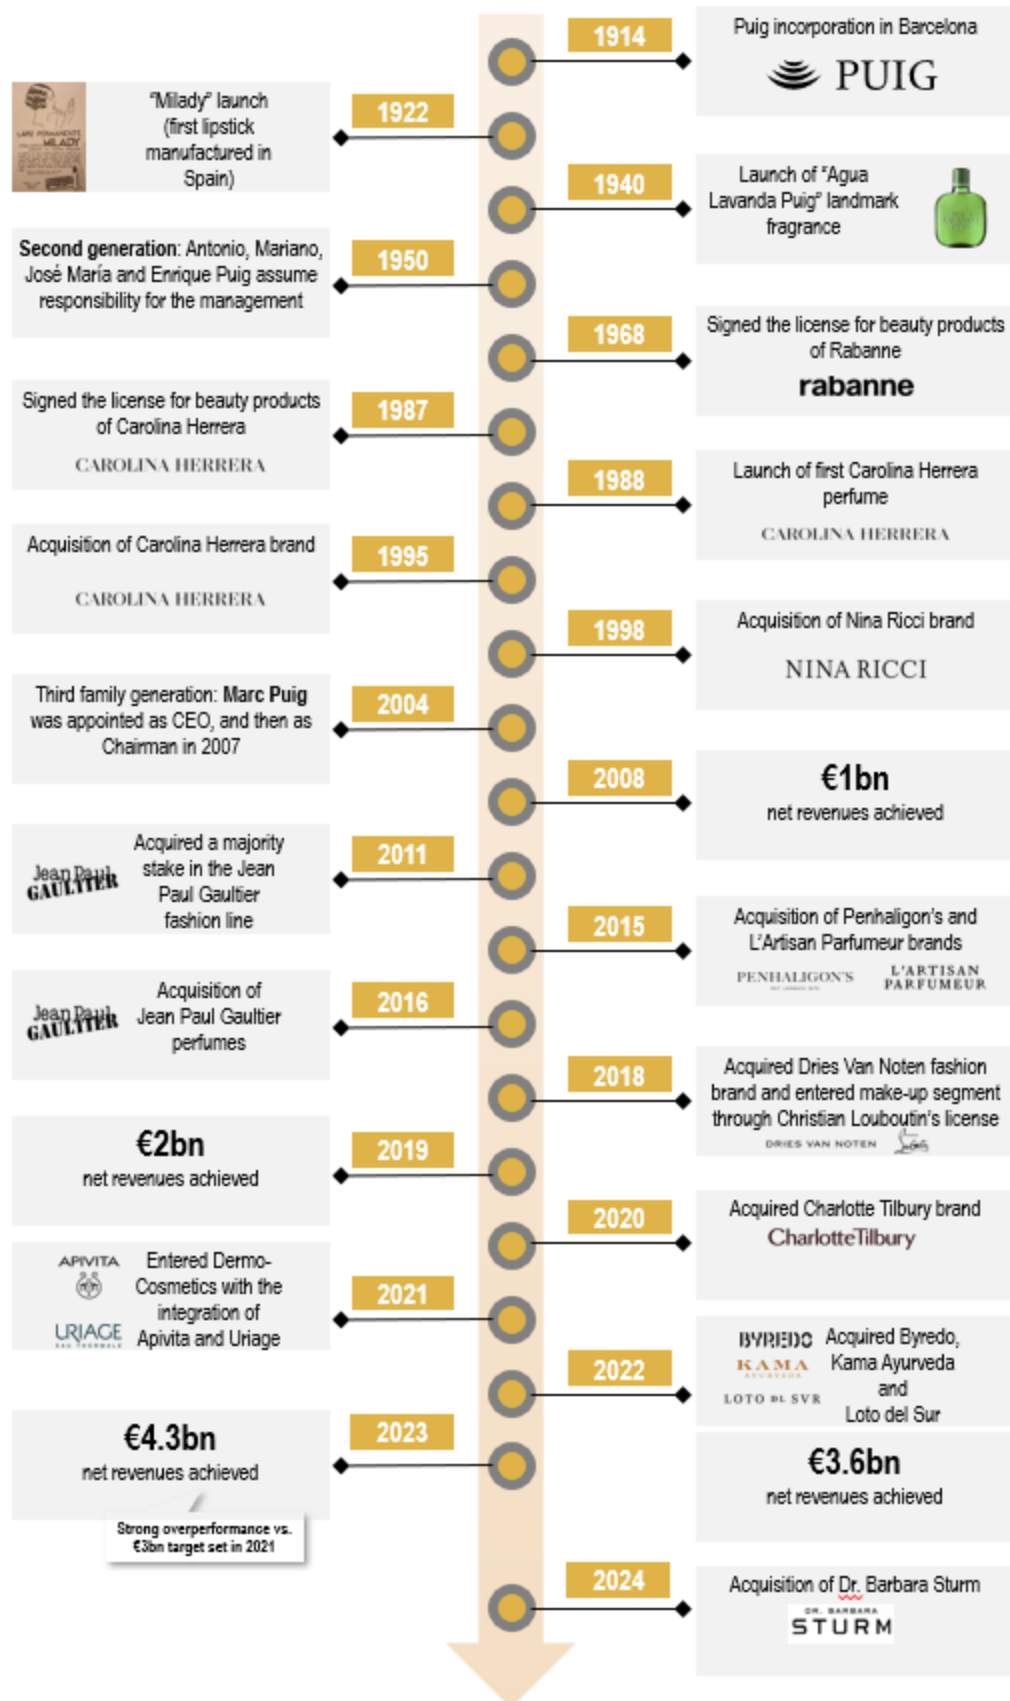 1914
Puig incorporation in Barcelona
PUIG
1922
"Milady" launch
(first lipstick
manufactured in
Spain)
MILADY
1940
Launch of "Agua
Lavanda Puig" landmark
fragrance
1950
Second generation: Antonio, Mariano,
José María and Enrique Puig assume
responsibility for the management
1968
Signed the license for beauty products
of Rabanne
rabanne
1987
Signed the license for beauty products
of Carolina Herrera
CAROLINA HERRERA
1988
Launch of first Carolina Herrera
perfume
CAROLINA HERRERA
1995
Acquisition of Carolina Herrera brand
CAROLINA HERRERA
1998
Acquisition of Nina Ricci brand
NINA RICCI
2004
Third family generation: Marc Puig
was appointed as CEO, and then as
Chairman in 2007
2008
€1bn
net revenues achieved
2011
Jean Paul
GAULTIER
Acquired a majority
stake in the Jean
Paul Gaultier
fashion line
2015
Acquisition of Penhaligon's and
L'Artisan Parfumeur brands
PENHALIGON'S
L'ARTISAN
PARFUMEUR
2016
Jean Paul
GAULTIER
Acquisition of
Jean Paul Gaultier
perfumes
2018
Acquired Dries Van Noten fashion
brand and entered make-up segment
through Christian Louboutin's license
DRIES VAN NOTEN
2019
€2bn
net revenues achieved
2020
Acquired Charlotte Tilbury brand
CharlotteTilbury
2021
APIVITA
URIAGE
EAU THERMALE
Entered Dermo-
Cosmetics with the
integration of
Apivita and Uriage
2022
BYREDO
KAMA
AYURVEDA
LOTO DEL SVR
Acquired Byredo,
Kama Ayurveda
and
Loto del Sur
€3.6bn
net revenues achieved
2023
€4.3bn
net revenues achieved
Strong overperformance vs.
€3bn target set in 2021
2024
Acquisition of Dr. Barbara Sturm
DR. BARBARA
STURM